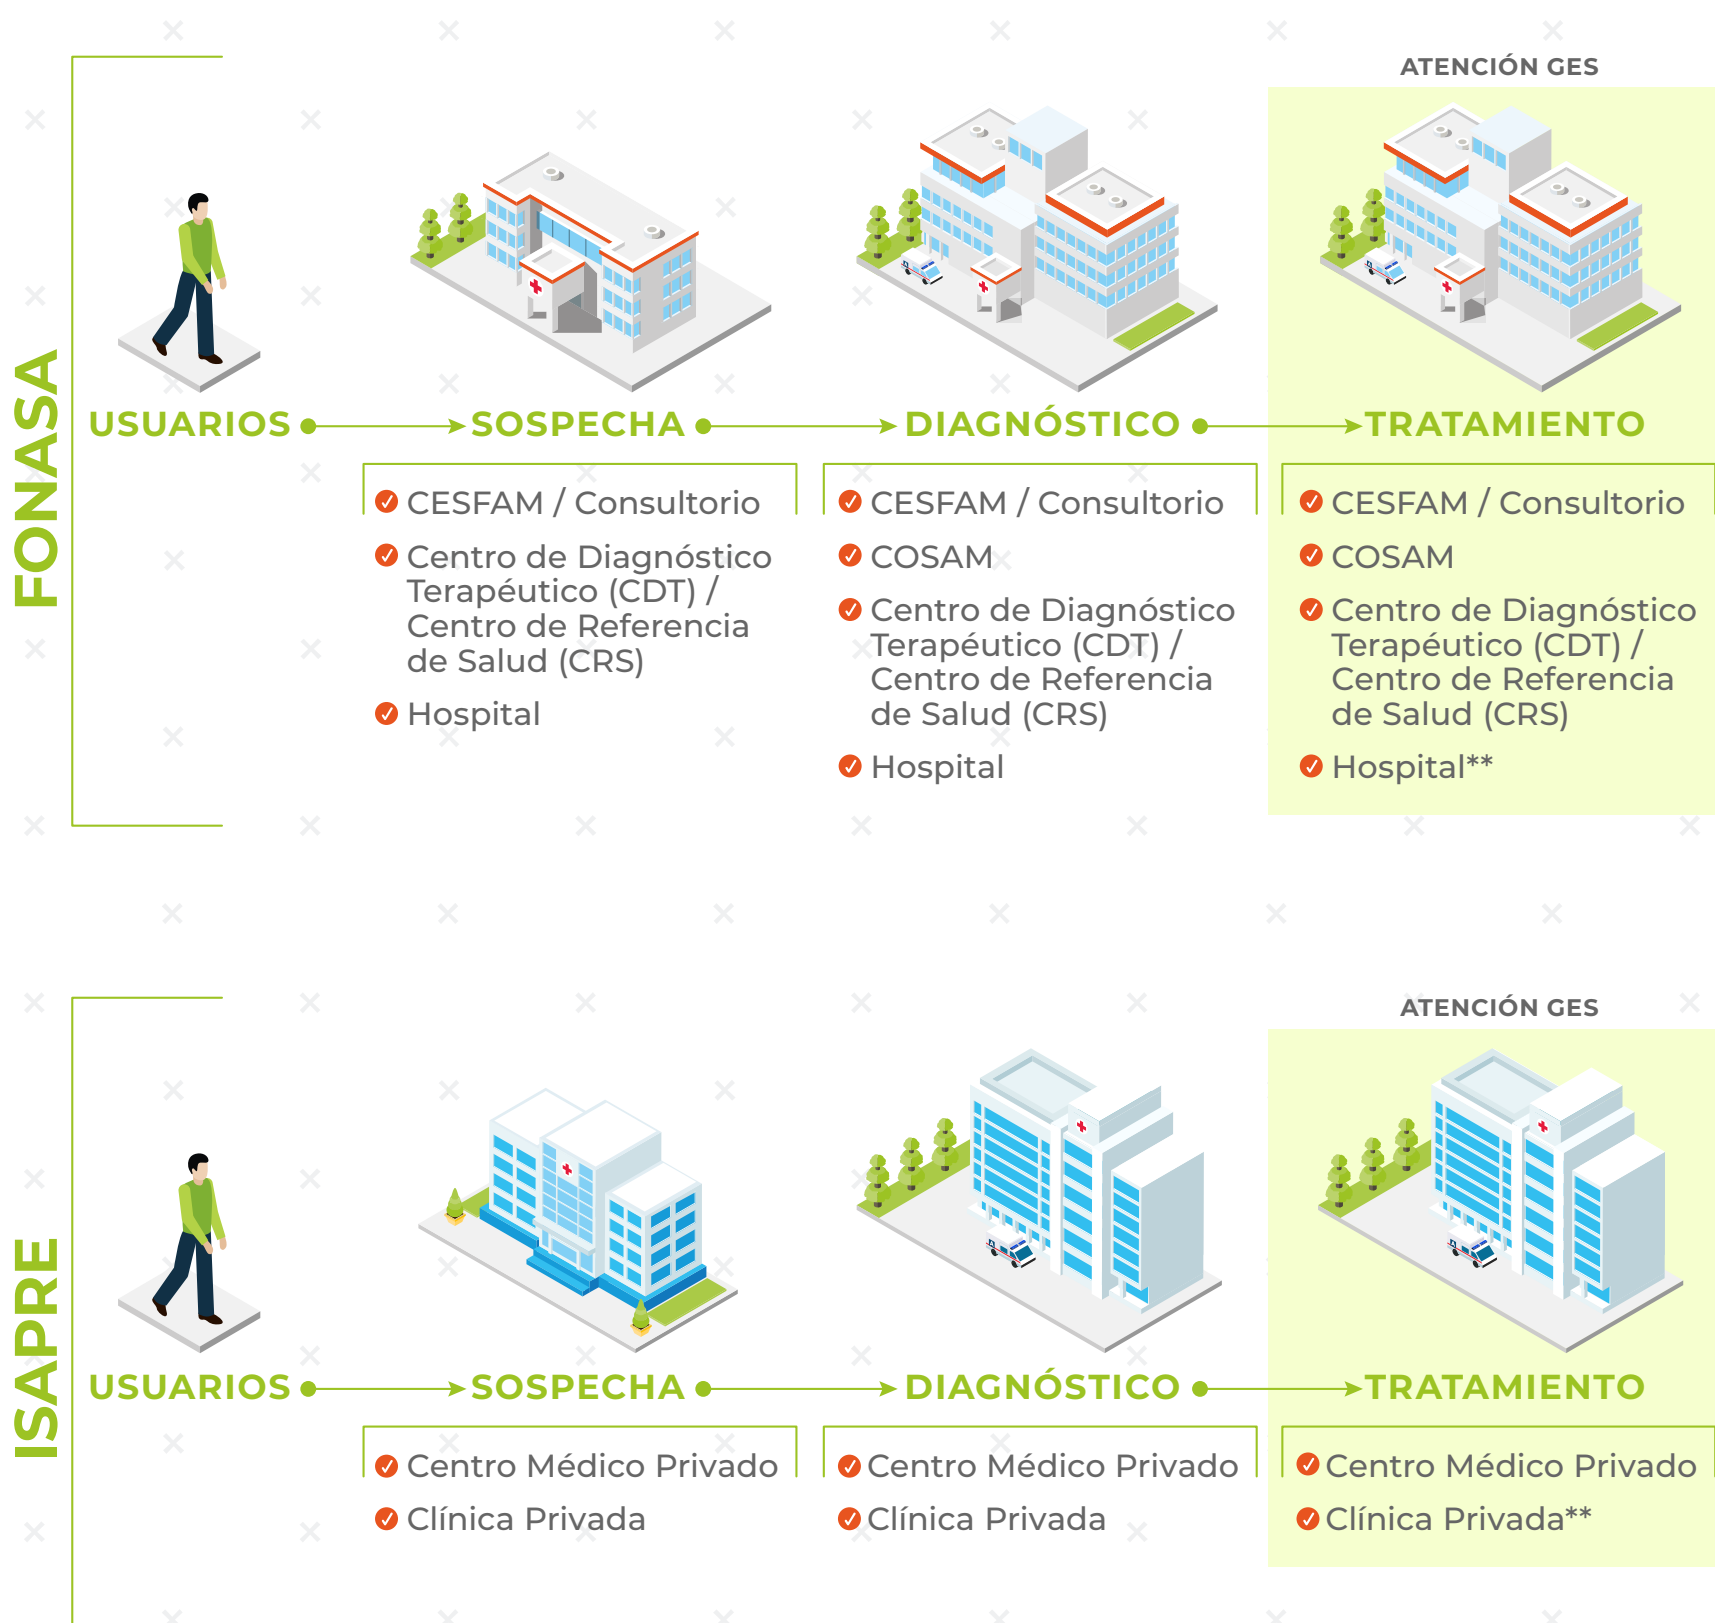 FONASA
ATENCIÓN GES
USUARIOS
SOSPECHA
DIAGNÓSTICO
TRATAMIENTO
CESFAM / Consultorio
Centro de Diagnóstico
Terapéutico (CDT) /
Centro de Referencia
de Salud (CRS)
Hospital
CESFAM / Consultorio
COSAM
Centro de Diagnóstico
Terapéutico (CDT) /
Centro de Referencia
de Salud (CRS)
Hospital
CESFAM / Consultorio
COSAM
Centro de Diagnóstico
Terapéutico (CDT) /
Centro de Referencia
de Salud (CRS)
Hospital**
ISAPRE
ATENCIÓN GES
USUARIOS
SOSPECHA
DIAGNÓSTICO
TRATAMIENTO
Centro Médico Privado
Clínica Privada
Centro Médico Privado
Clínica Privada
Centro Médico Privado
Clínica Privada**